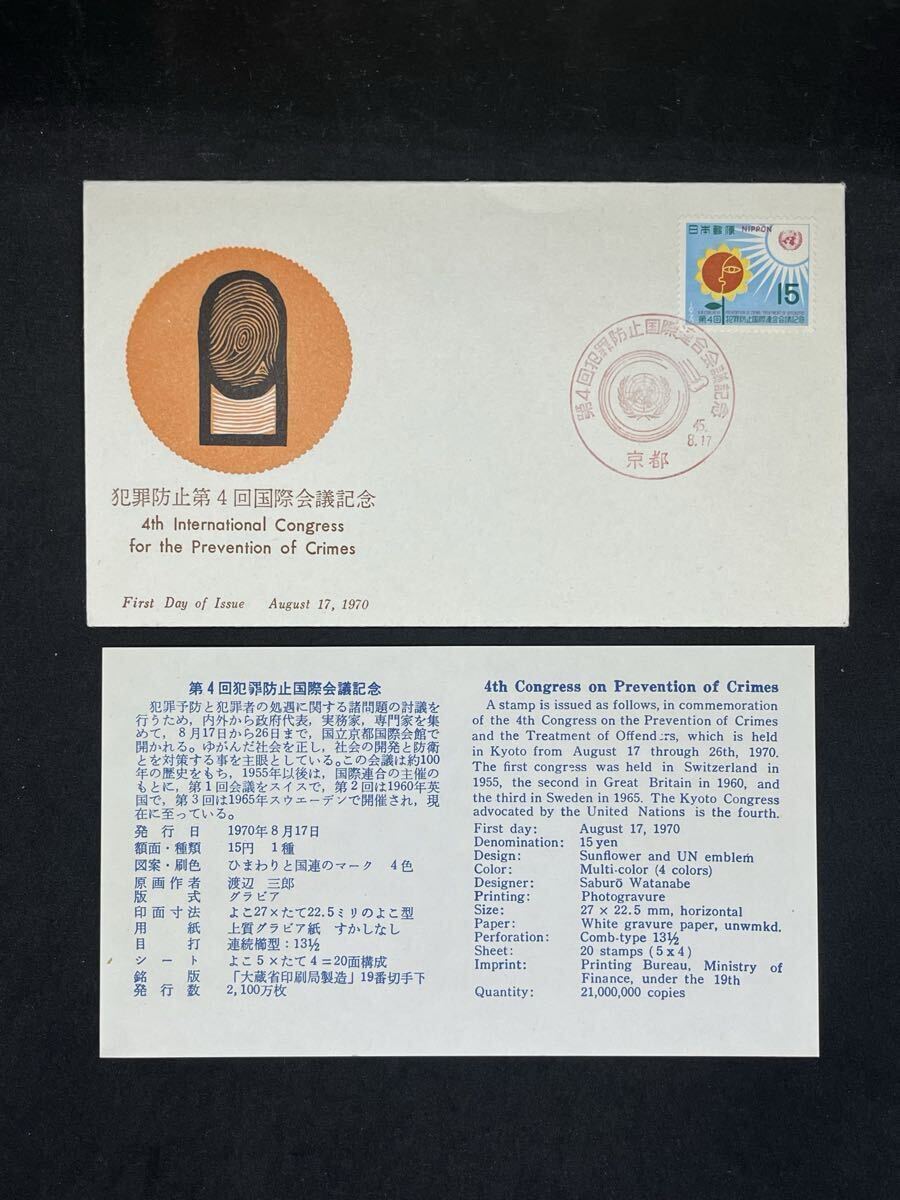 日本郵便 NIPPON
15
第4回犯罪防止国際連合会議記念
第4回犯罪防止国際連合会議記念
45.
8.17
京都
犯罪防止第4回国際会議記念
4th International Congress
for the Prevention of Crimes
First Day of Issue August 17, 1970
第4回犯罪防止国際会議記念
犯罪予防と犯罪者の処遇に関する諸問題の討議を
行うため，内外から政府代表，実務家，専門家を集
めて，8月17日から26日まで，国立京都国際会館で
開かれる。ゆがんだ社会を正し，社会の開発と防衛
とを対策する事を主眼としている。この会議は約100
年の歴史をもち，1955年以後は，国際連合の主催の
もとに，第1回会議をスイスで，第2回は1960年英
国で，第3回は1965年スウエーデンで開催され，現
在に至っている。
発行日 1970年8月17日
額面・種類 15円 1種
図案・刷色 ひまわりと国連のマーク 4色
原画作者 渡辺 三郎
版式 グラビア
印面寸法 よこ27×たて22.5ミリのよこ型
用紙 上質グラビア紙 すかしなし
目打 連続櫛型：13½
シート よこ5×たて4＝20面構成
銘版 「大蔵省印刷局製造」19番切手下
発行数 2,100万枚
4th Congress on Prevention of Crimes
A stamp is issued as follows, in commemoration
of the 4th Congress on the Prevention of Crimes
and the Treatment of Offenders, which is held
in Kyoto from August 17 through 26th, 1970.
The first congress was held in Switzerland in
1955, the second in Great Britain in 1960, and
the third in Sweden in 1965. The Kyoto Congress
advocated by the United Nations is the fourth.
First day: August 17, 1970
Denomination: 15 yen
Design: Sunflower and UN emblem
Color: Multi-color (4 colors)
Designer: Saburō Watanabe
Printing: Photogravure
Size: 27 × 22.5 mm, horizontal
Paper: White gravure paper, unwmkd.
Perforation: Comb-type 13½
Sheet: 20 stamps (5 x 4)
Imprint: Printing Bureau, Ministry of
Finance, under the 19th
Quantity: 21,000,000 copies